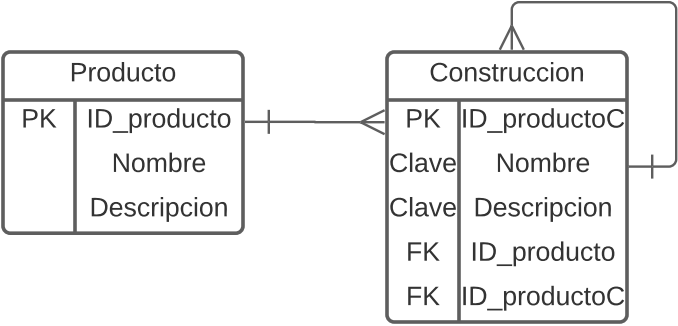 Producto
PK ID_producto
Nombre
Descripcion
Construccion
PK ID_productoC
Clave Nombre
Clave Descripcion
FK ID_producto
FK ID_productoC